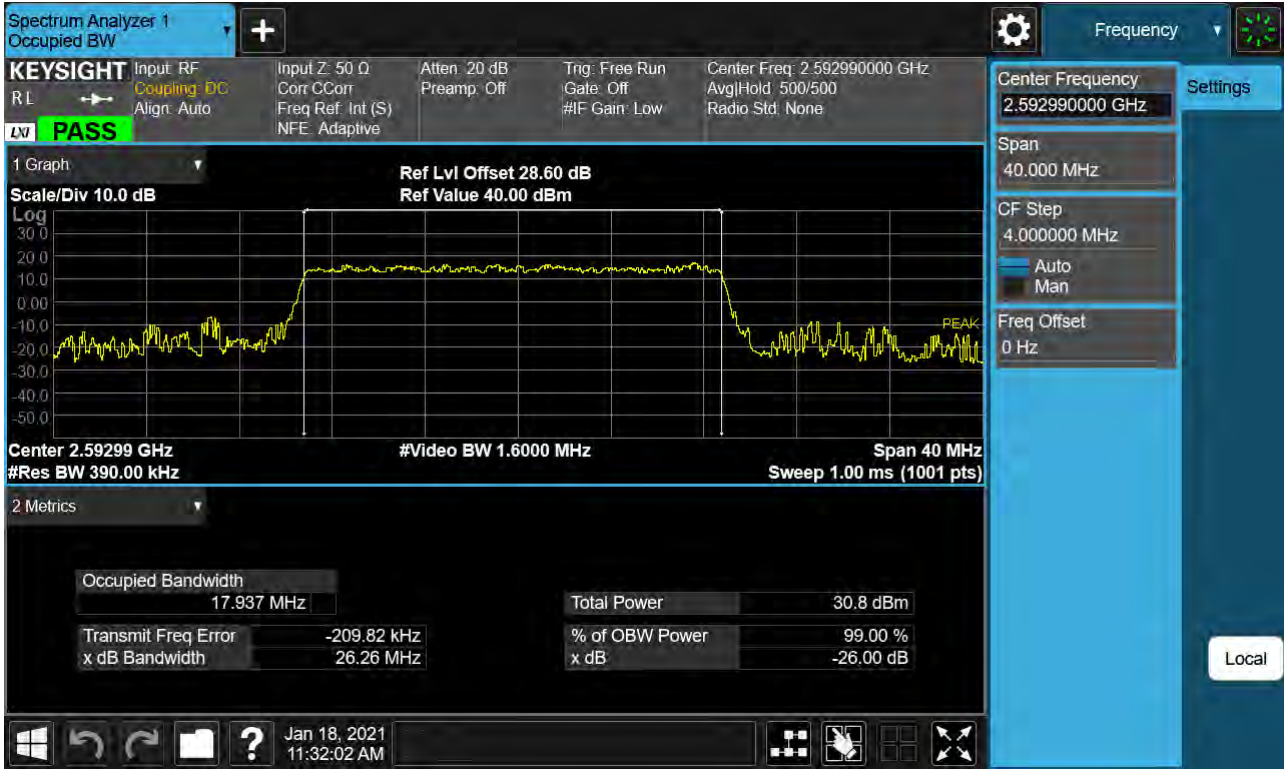 Spectrum Analyzer 1
Occupied BW
+
Frequency
KEYSIGHT
R L
LXI
PASS
Input: RF
Coupling: DC
Align: Auto
Input Z: 50 Ω
Corr CCorr
Freq Ref: Int (S)
NFE: Adaptive
Atten: 20 dB
Preamp: Off
Trig: Free Run
Gate: Off
#IF Gain: Low
Center Freq: 2.592990000 GHz
Avg|Hold: 500/500
Radio Std: None
1 Graph
Scale/Div 10.0 dB
Ref Lvl Offset 28.60 dB
Ref Value 40.00 dBm
Log
30.0
20.0
10.0
0.00
-10.0
-20.0
-30.0
-40.0
-50.0
PEAK
Center 2.59299 GHz
#Video BW 1.6000 MHz
Span 40 MHz
#Res BW 390.00 kHz
Sweep 1.00 ms (1001 pts)
2 Metrics
Occupied Bandwidth
17.937 MHz
Total Power 30.8 dBm
Transmit Freq Error -209.82 kHz
% of OBW Power 99.00 %
x dB Bandwidth 26.26 MHz
x dB -26.00 dB
Center Frequency
2.592990000 GHz
Span
40.000 MHz
CF Step
4.000000 MHz
Auto
Man
Freq Offset
0 Hz
Settings
Local
?
Jan 18, 2021
11:32:02 AM